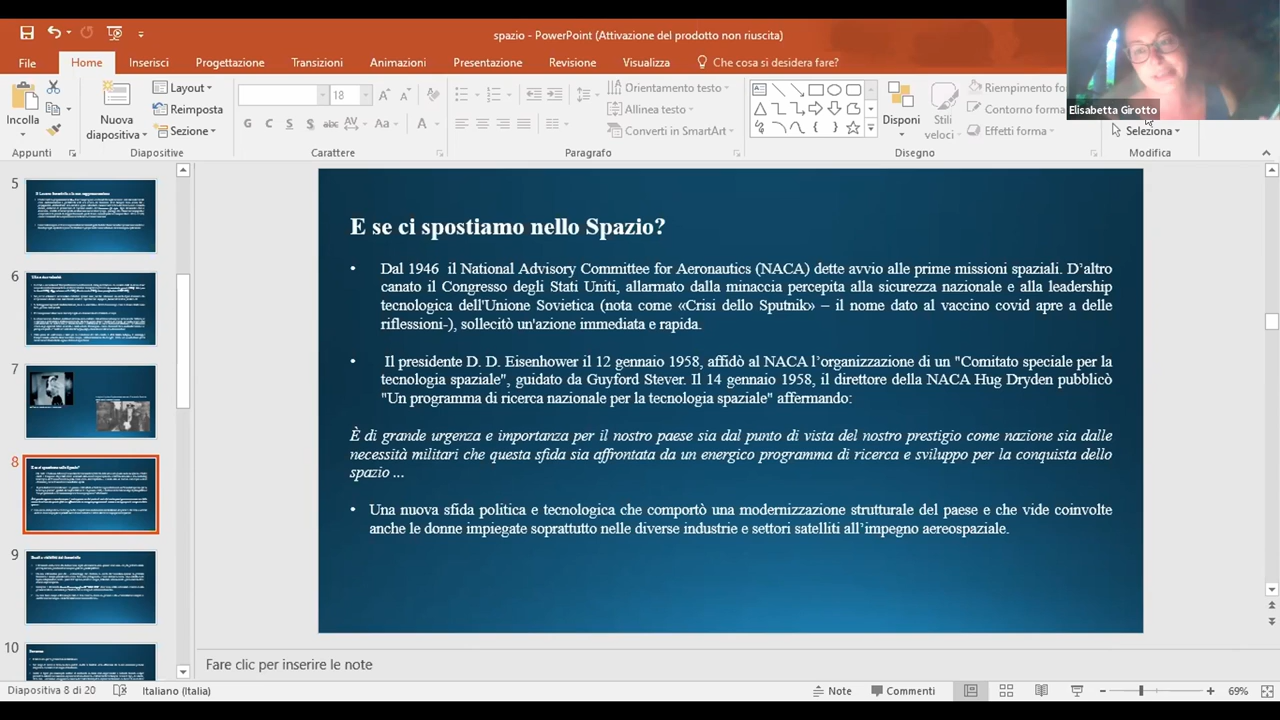 spazio - PowerPoint (Attivazione del prodotto non riuscita)
File
Home
Inserisci
Progettazione
Transizioni
Animazioni
Presentazione
Revisione
Visualizza
Che cosa si desidera fare?
Elisabetta Girotto
Incolla
Nuova
diapositiva
Layout
Reimposta
Sezione
18
Orientamento testo
Allinea testo
Converti in SmartArt
Disponi
Stili
veloci
Riempimento
Contorno
Effetti forma
Seleziona
Appunti
Diapositive
Carattere
Paragrafo
Disegno
Modifica
5
6
7
8
9
10
E se ci spostiamo nello Spazio?
• Dal 1946 il National Advisory Committee for Aeronautics (NACA) dette avvio alle prime missioni spaziali. D'altro
canato il Congresso degli Stati Uniti, allarmato dalla minaccia portata alla sicurezza nazionale e alla leadership
tecnologica dell'Unione Sovietica (nota come «Crisi dello Sputnik» – il nome dato al vaccino covid apre a delle
riflessioni-), sollecitò un'azione immediata e rapida.
• Il presidente D. D. Eisenhower il 12 gennaio 1958, affidò al NACA l'organizzazione di un "Comitato speciale per la
tecnologia spaziale", guidato da Guyford Stever. Il 14 gennaio 1958, il direttore della NACA Hug Dryden pubblicò
"Un programma di ricerca nazionale per la tecnologia spaziale" affermando:
È di grande urgenza e importanza per il nostro paese sia dal punto di vista del nostro prestigio come nazione sia dalle
necessità militari che questa sfida sia affrontata da un energico programma di ricerca e sviluppo per la conquista dello
spazio ...
• Una nuova sfida politica e tecnologica che comportò una modernizzazione strutturale del paese e che vide coinvolte
anche le donne impiegate soprattutto nelle diverse industrie e settori satelliti all'impegno aereospaziale.
Fare clic per inserire le note
Diapositiva 8 di 20
Italiano (Italia)
Note
Commenti
69%